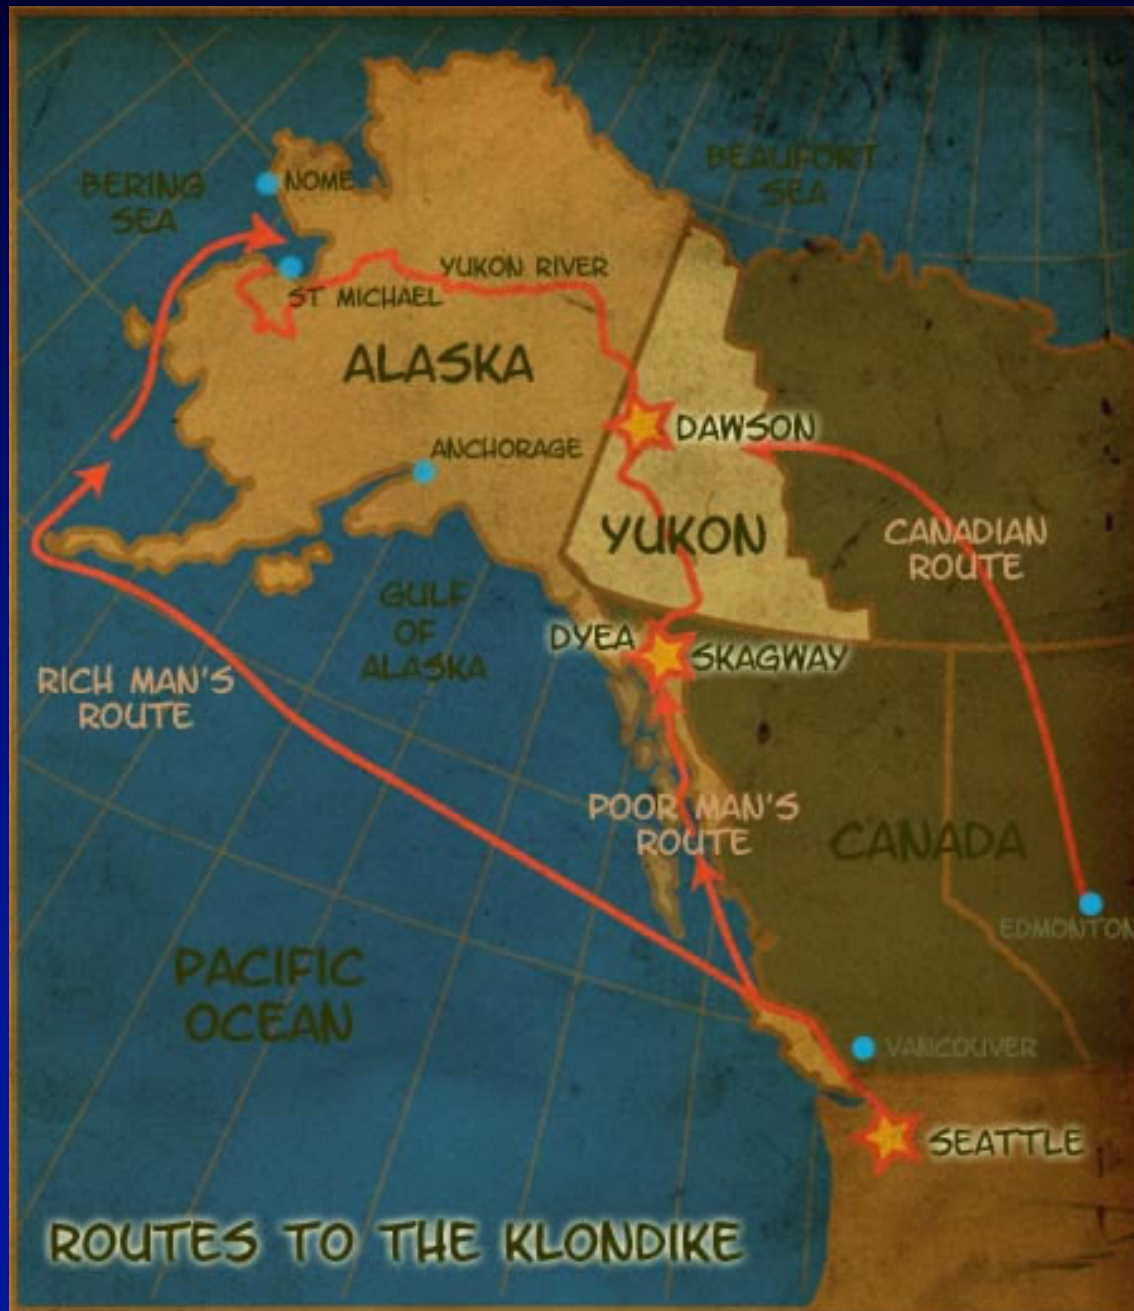 BEAUFORT
SEA
BERING
SEA
NOME
YUKON RIVER
ST MICHAEL
ALASKA
DAWSON
ANCHORAGE
YUKON
CANADIAN
ROUTE
GULF
OF
ALASKA
DYEA
SKAGWAY
RICH MAN'S
ROUTE
POOR MAN'S
ROUTE
CANADA
EDMONTON
PACIFIC
OCEAN
VANCOUVER
SEATTLE
ROUTES TO THE KLONDIKE